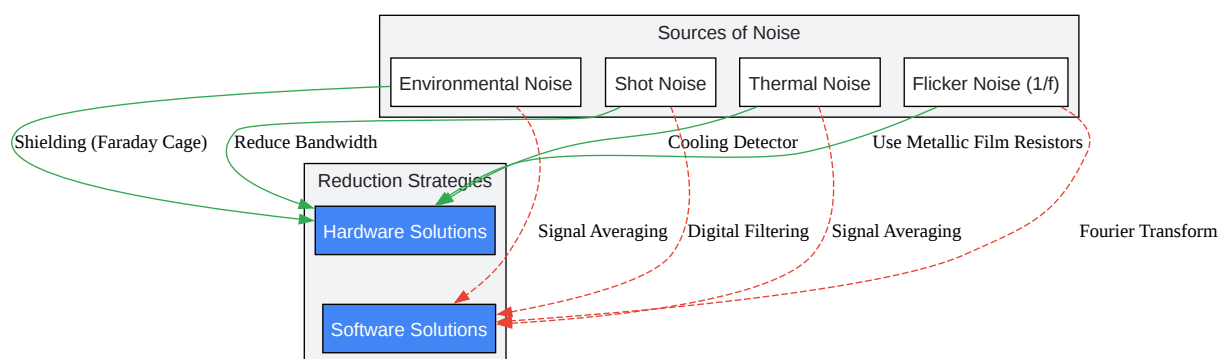 Sources of Noise
Environmental Noise
Shot Noise
Thermal Noise
Flicker Noise (1/f)
Shielding (Faraday Cage)
Reduce Bandwidth
Cooling Detector
Use Metallic Film Resistors
Reduction Strategies
Hardware Solutions
Signal Averaging
Digital Filtering
Signal Averaging
Fourier Transform
Software Solutions